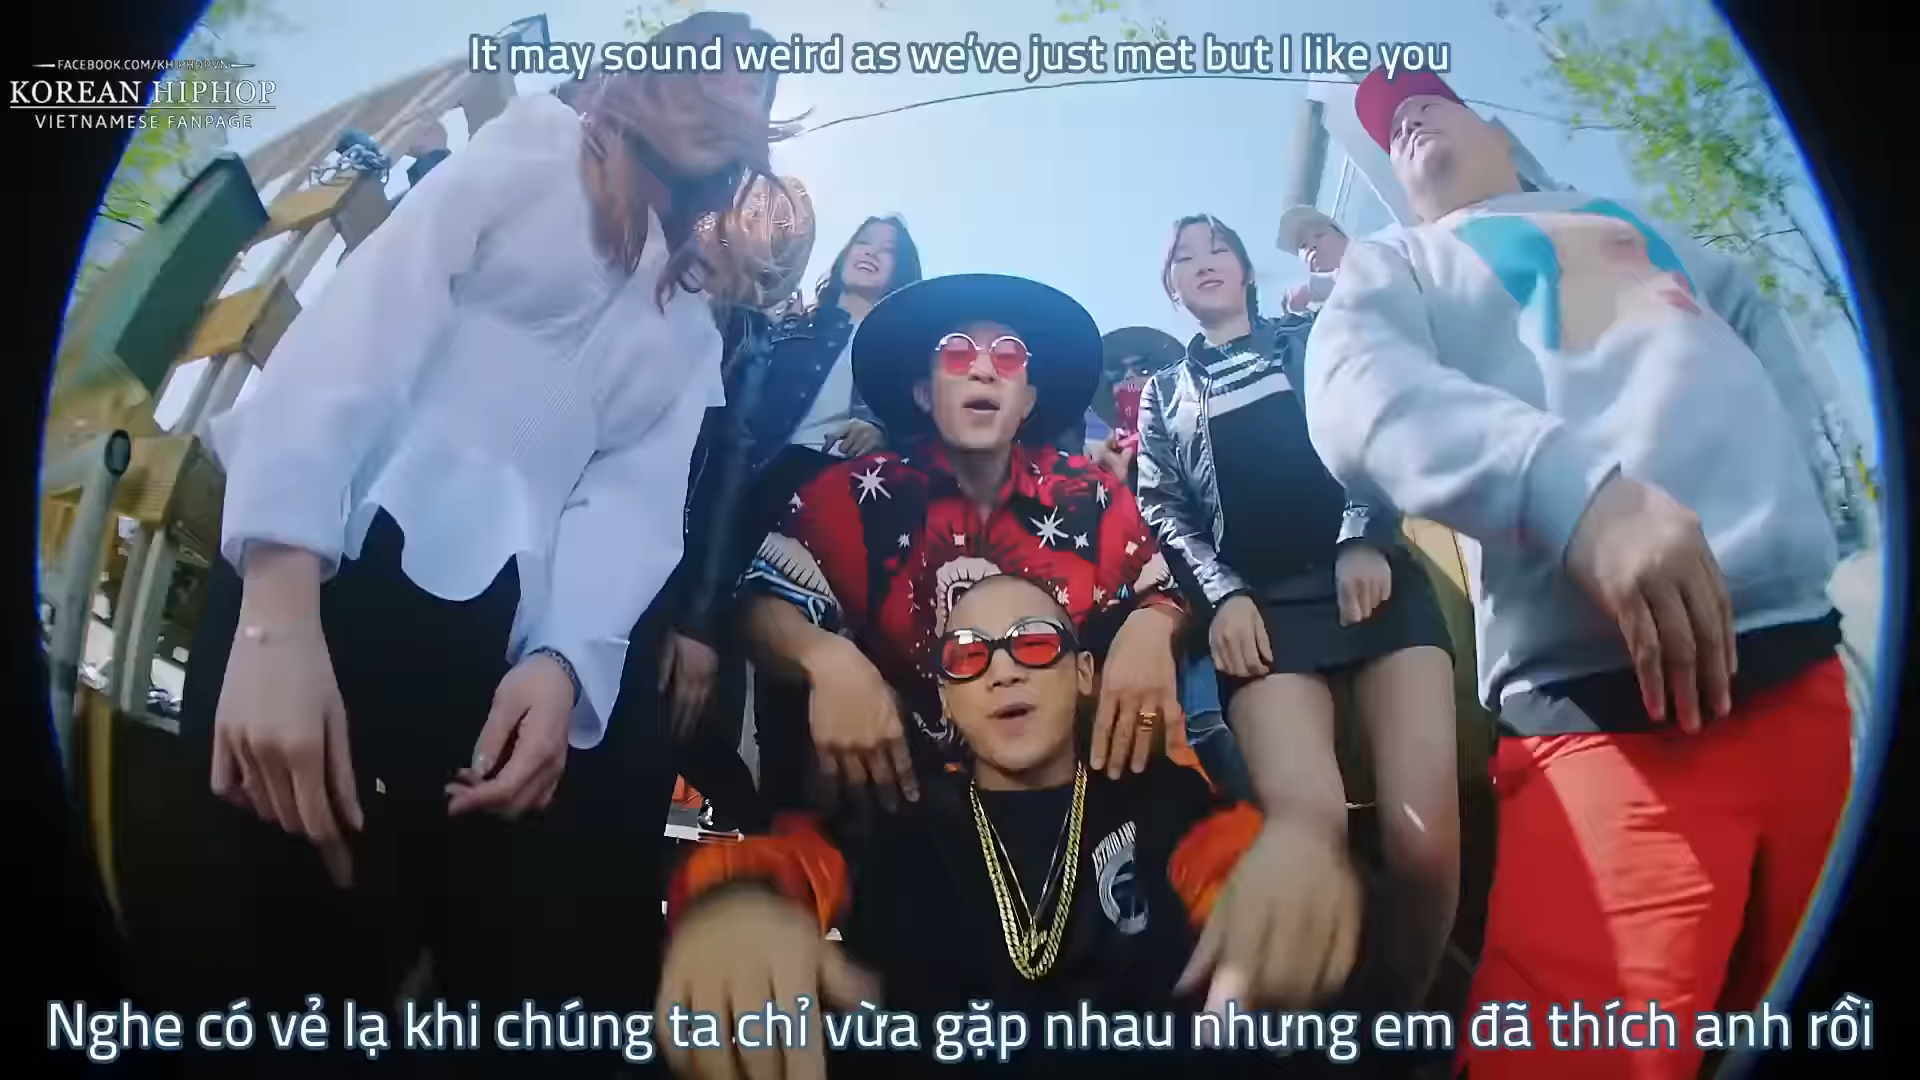 It may sound weird as we've just met but I like you
FACEBOOK.COM/KHIPHOPVN
KOREAN HIPHOP
VIETNAMESE FANPAGE
Nghe có vẻ lạ khi chúng ta chỉ vừa gặp nhau nhưng em đã thích anh rồi